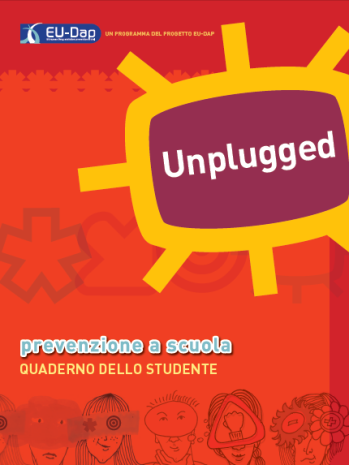 EU-Dap
UN PROGRAMMA DEL PROGETTO EU-DAP
Unplugged
prevenzione a scuola
QUADERNO DELLO STUDENTE